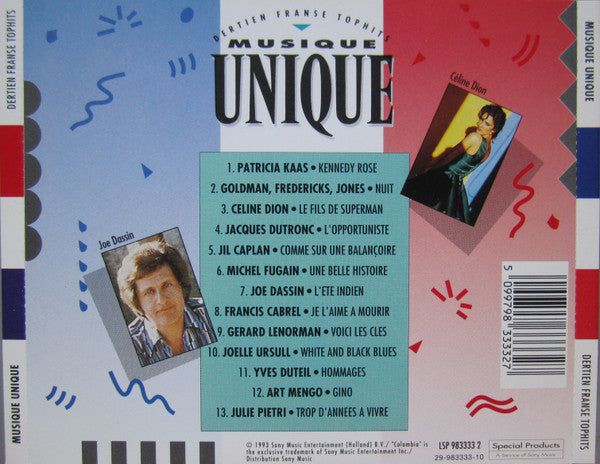 DERTIEN FRANSE TOPHITS
MUSIQUE
UNIQUE
DERTIEN FRANSE TOPHITS
MUSIQUE UNIQUE
MUSIQUE UNIQUE
DERTIEN FRANSE TOPHITS
Céline Dion
Joe Dassin
1. PATRICIA KAAS • KENNEDY ROSE
2. GOLDMAN, FREDERICKS, JONES • NUIT
3. CELINE DION • LE FILS DE SUPERMAN
4. JACQUES DUTRONC • L'OPPORTUNISTE
5. JIL CAPLAN • COMME SUR UNE BALANÇOIRE
6. MICHEL FUGAIN • UNE BELLE HISTOIRE
7. JOE DASSIN • L'ETE INDIEN
8. FRANCIS CABREL • JE L'AIME A MOURIR
9. GERARD LENORMAN • VOICI LES CLES
10. JOELLE URSULL • WHITE AND BLACK BLUES
11. YVES DUTEIL • HOMMAGES
12. ART MENGO • GINO
13. JULIE PIETRI • TROP D'ANNEES A VIVRE
5 099798 333327
© 1993 Sony Music Entertainment (Holland) B.V./ "Columbia" is
the exclusive trademark of Sony Music Entertainment Inc./
Distribution Sony Music
LSP 983333 2
29-983333-10
Special Products
A Service of Sony Music